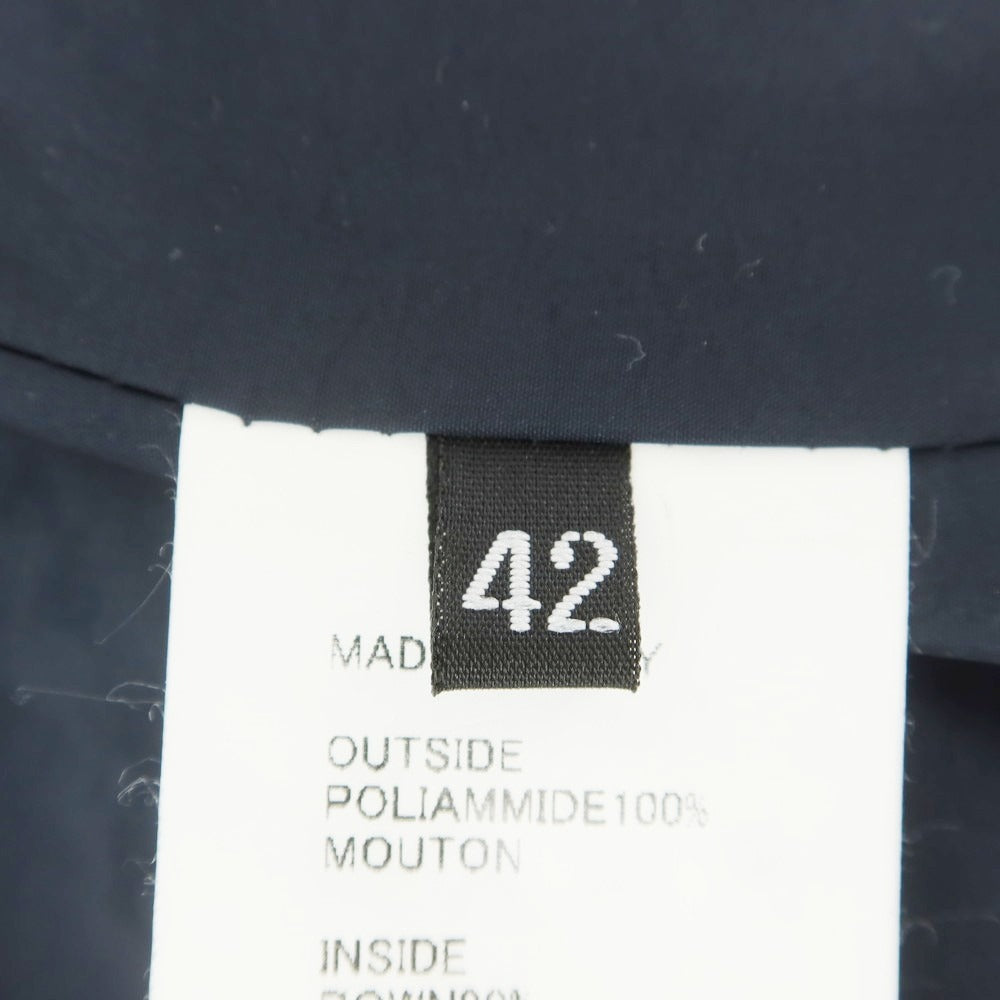 42
MAD
Y
OUTSIDE
POLIAMMIDE100%
MOUTON
INSIDE